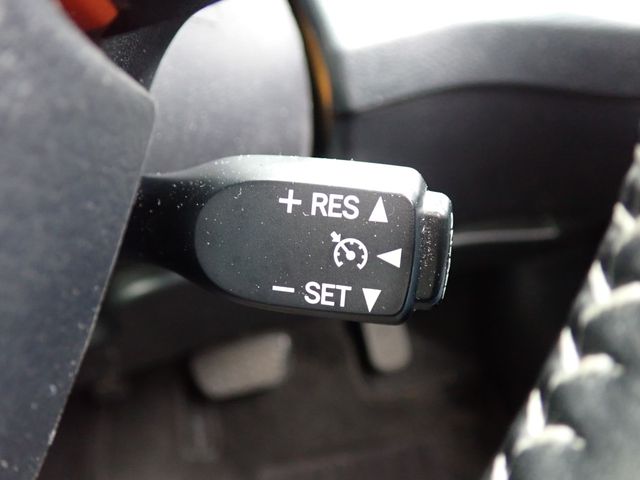 + RES ▲
◀
− SET ▼